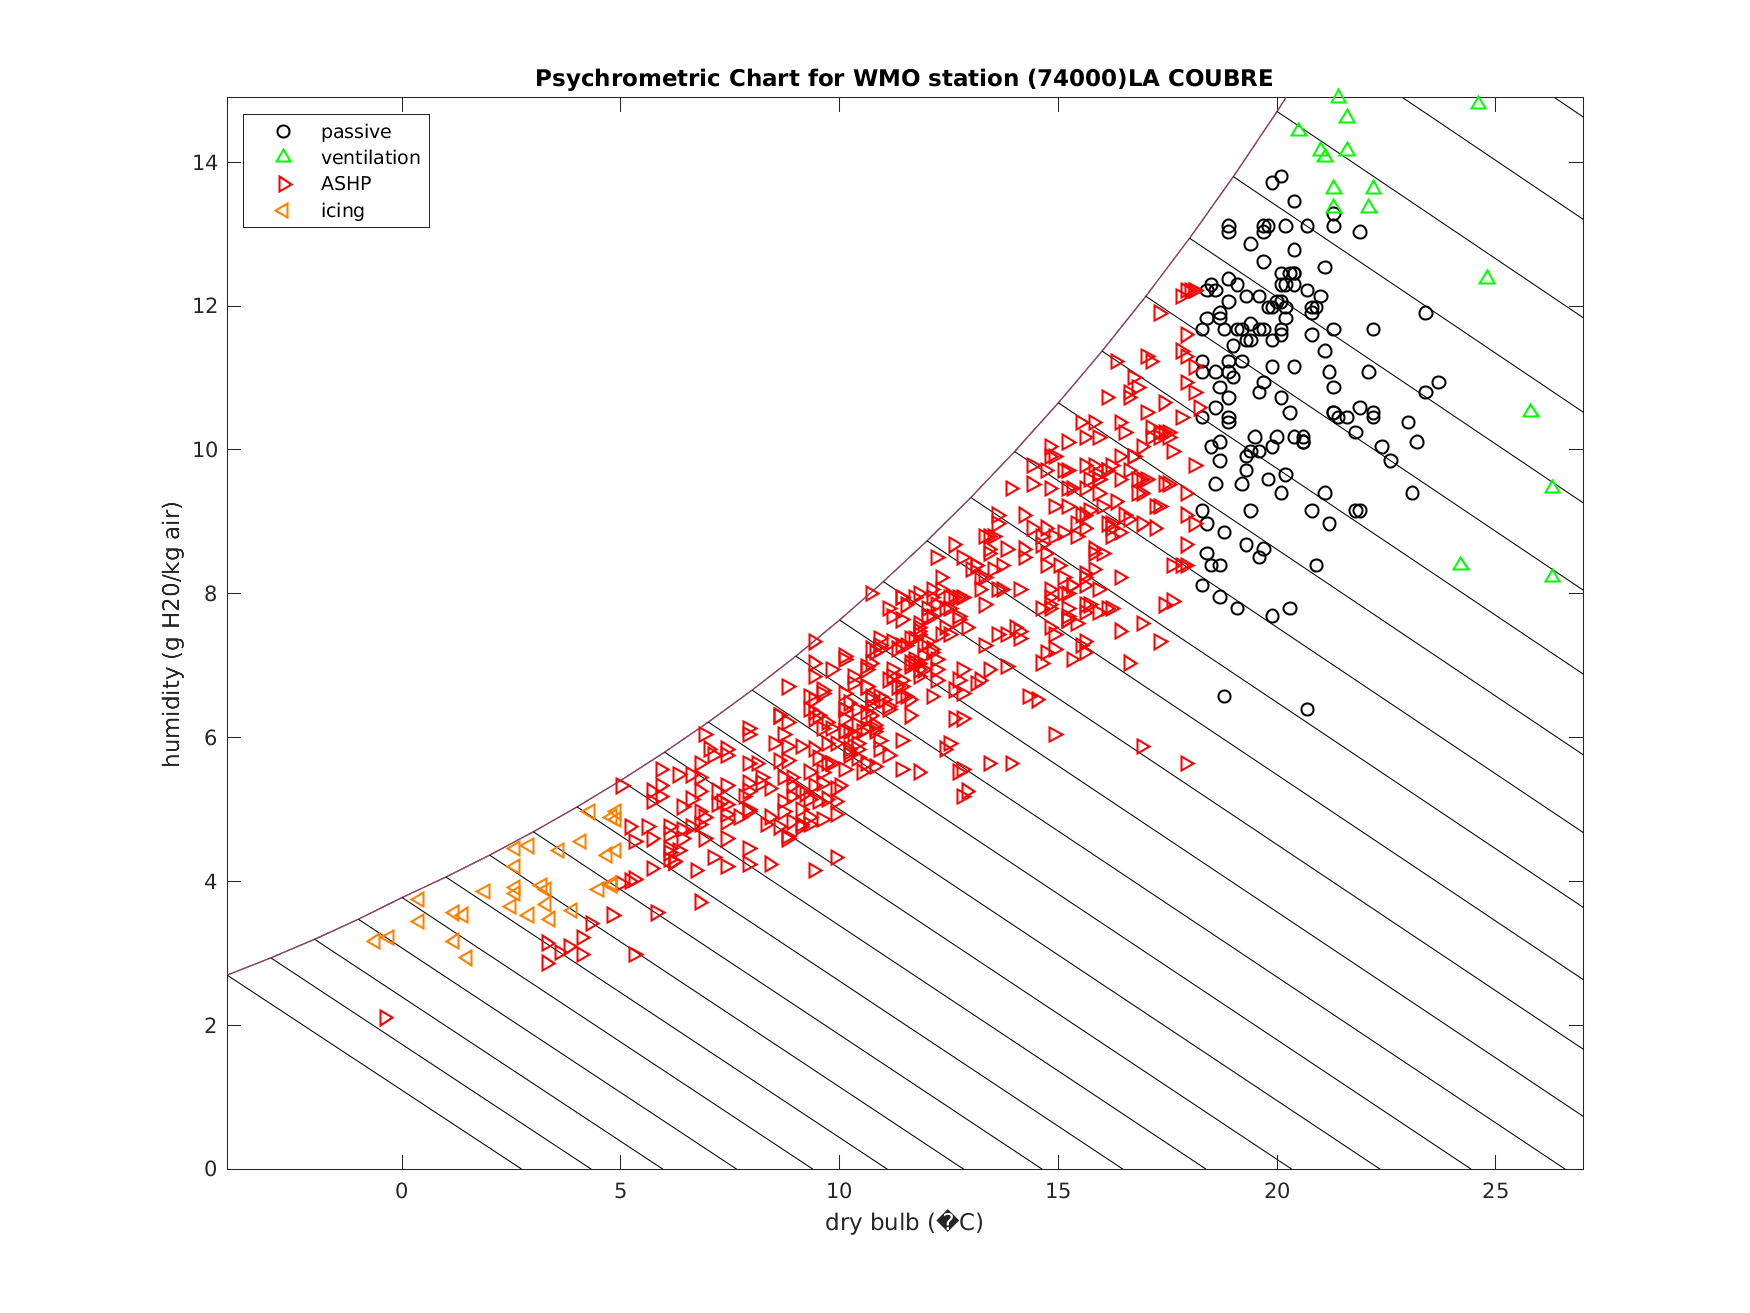 Psychrometric Chart for WMO station (74000)LA COUBRE
passive
ventilation
ASHP
icing
14
12
10
8
6
4
2
0
humidity (g H20/kg air)
0 5 10 15 20 25
dry bulb (�C)